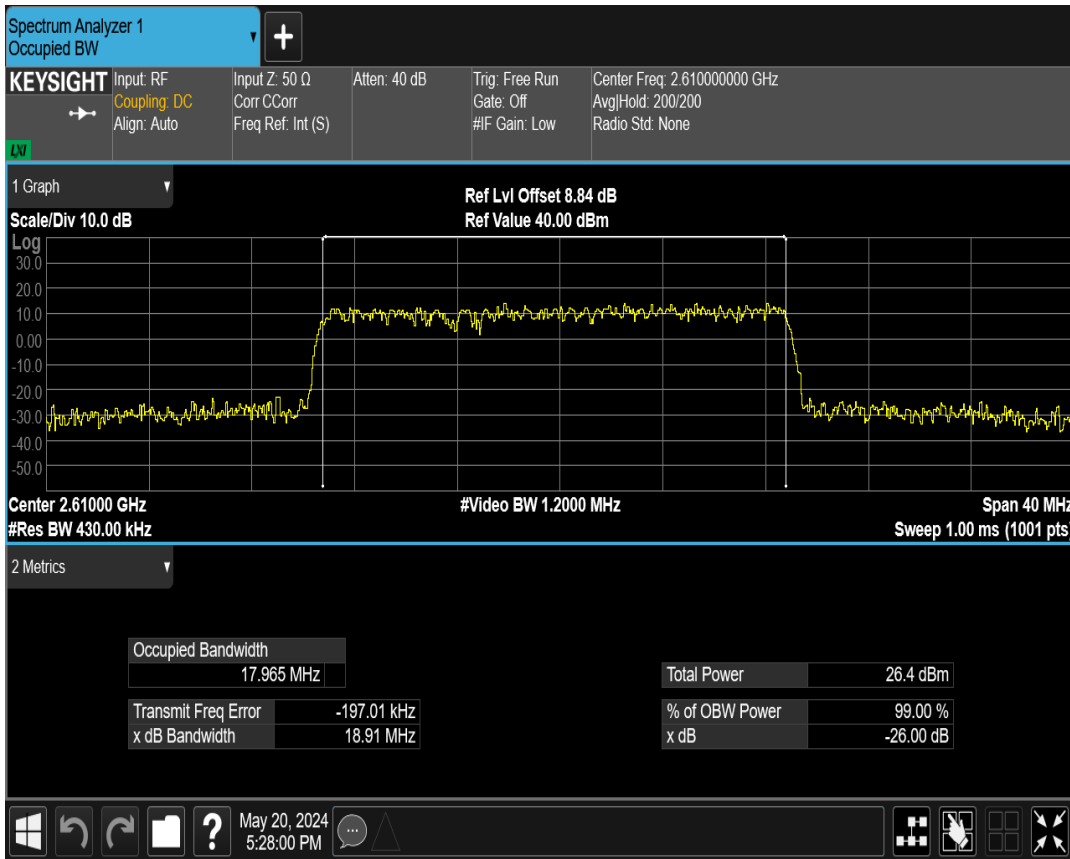 Spectrum Analyzer 1
Occupied BW
KEYSIGHT
LXI
Input: RF
Coupling: DC
Align: Auto
Input Z: 50 Ω
Corr CCorr
Freq Ref: Int (S)
Atten: 40 dB
Trig: Free Run
Gate: Off
#IF Gain: Low
Center Freq: 2.610000000 GHz
Avg|Hold: 200/200
Radio Std: None
1 Graph
Scale/Div 10.0 dB
Ref Lvl Offset 8.84 dB
Ref Value 40.00 dBm
Log
30.0
20.0
10.0
0.00
-10.0
-20.0
-30.0
-40.0
-50.0
Center 2.61000 GHz
#Video BW 1.2000 MHz
Span 40 MHz
#Res BW 430.00 kHz
Sweep 1.00 ms (1001 pts)
2 Metrics
Occupied Bandwidth
17.965 MHz
Total Power 26.4 dBm
Transmit Freq Error -197.01 kHz
% of OBW Power 99.00 %
x dB Bandwidth 18.91 MHz
x dB -26.00 dB
May 20, 2024
5:28:00 PM